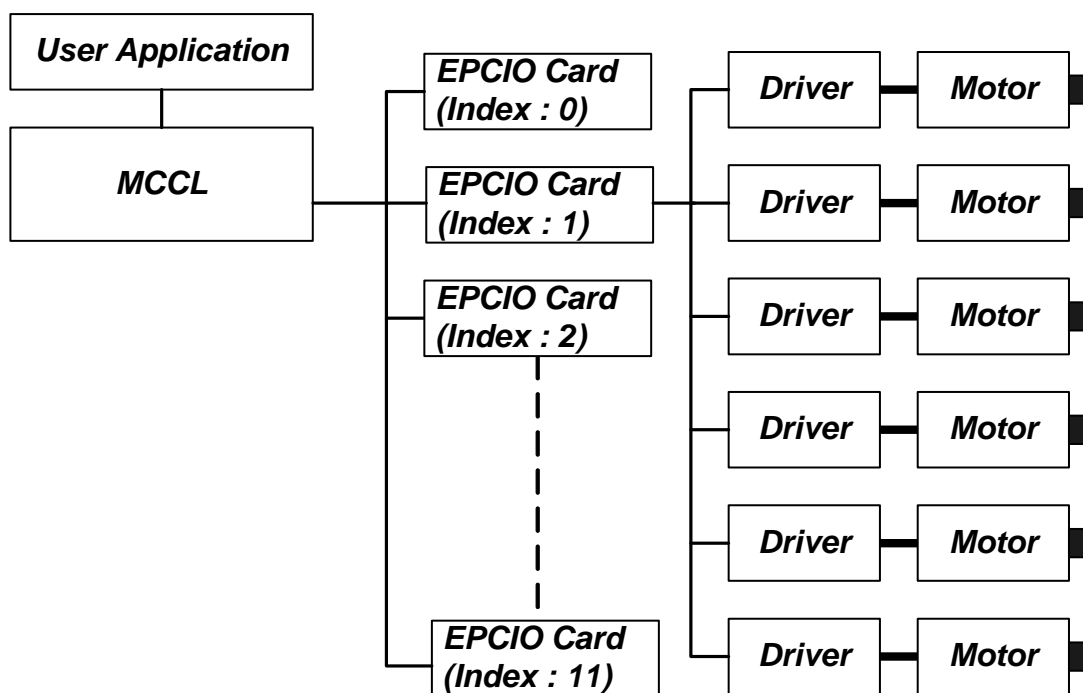 User Application
MCCL
EPCIO Card
(Index : 0)
EPCIO Card
(Index : 1)
EPCIO Card
(Index : 2)
EPCIO Card
(Index : 11)
Driver
Motor
Driver
Motor
Driver
Motor
Driver
Motor
Driver
Motor
Driver
Motor